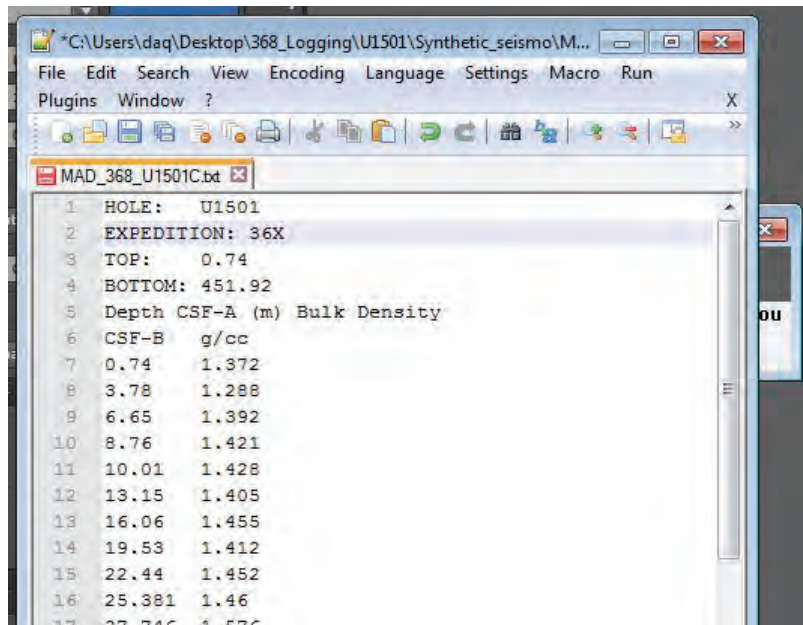 *C:\Users\daq\Desktop\368_Logging\U1501\Synthetic_seismo\M...
File Edit Search View Encoding Language Settings Macro Run
Plugins Window ? X
MAD_368_U1501C.txt
1 HOLE: U1501
2 EXPEDITION: 36X
3 TOP: 0.74
4 BOTTOM: 451.92
5 Depth CSF-A (m) Bulk Density
ou
6 CSF-B g/cc
7 0.74 1.372
8 3.78 1.288
9 6.65 1.392
10 8.76 1.421
11 10.01 1.428
12 13.15 1.405
13 16.06 1.455
14 19.53 1.412
15 22.44 1.452
16 25.381 1.46